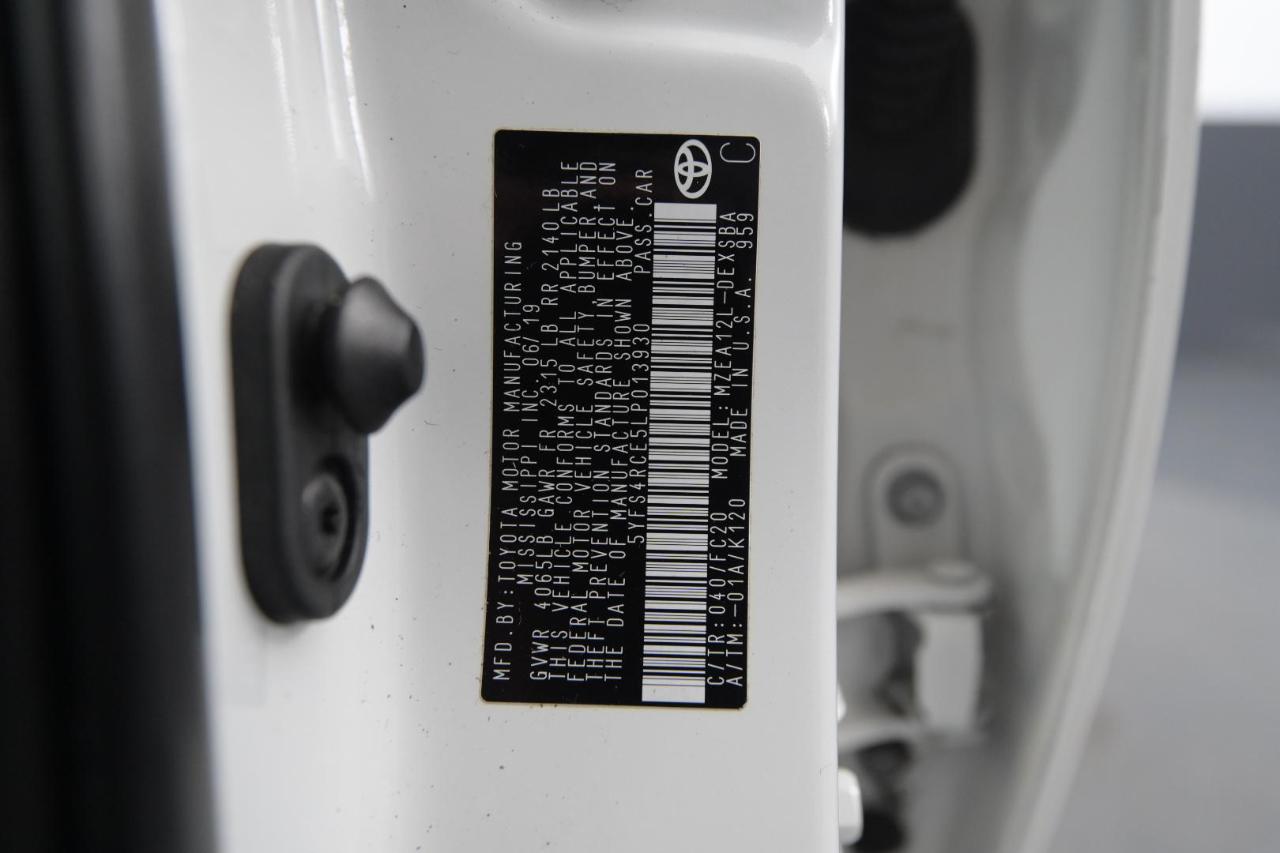 MFD.BY:TOYOTA MOTOR MANUFACTURING
MISSISSIPPI INC. 06/19
GVWR 4065LB GAWR FR 2315 LB RR 2140LB
THIS VEHICLE CONFORMS TO ALL APPLICABLE
FEDERAL MOTOR VEHICLE SAFETY, BUMPER AND
THEFT PREVENTION STANDARDS IN EFFECT ON
THE DATE OF MANUFACTURE SHOWN ABOVE.
5YFS4RCE5LP013930 PASS.CAR
C/TR:040/FC20 MODEL:MZEA12L-DEXSBA
A/TM:-01A/K120 MADE IN U.S.A. 959
C